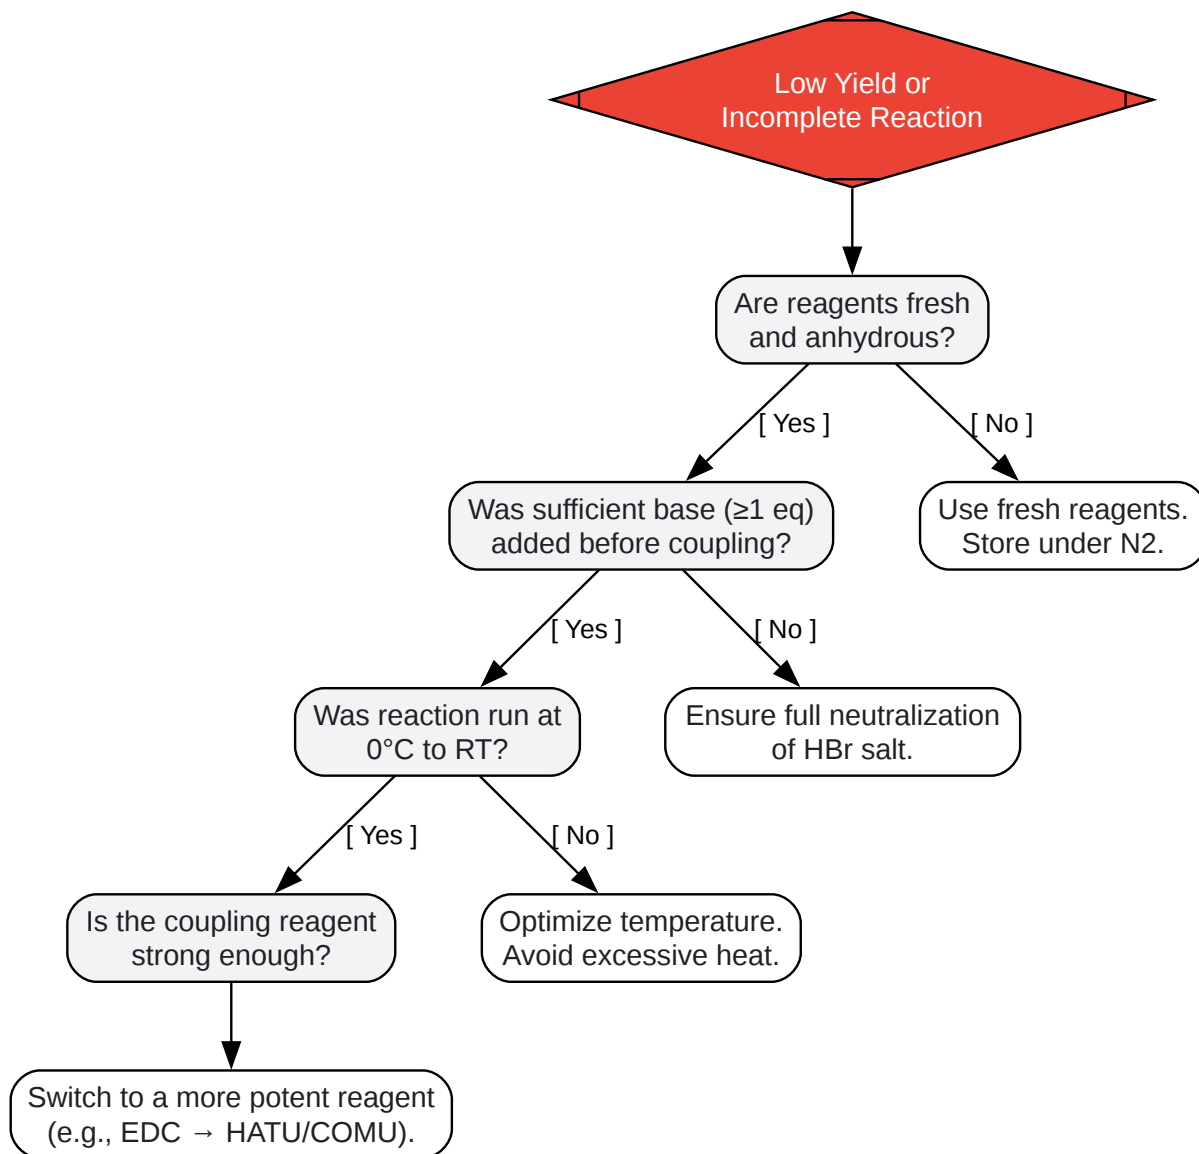 Low Yield or
Incomplete Reaction
Are reagents fresh
and anhydrous?
[ Yes ]
[ No ]
Was sufficient base (≥1 eq)
added before coupling?
Use fresh reagents.
Store under N2.
[ Yes ]
[ No ]
Was reaction run at
0°C to RT?
Ensure full neutralization
of HBr salt.
[ Yes ]
[ No ]
Is the coupling reagent
strong enough?
Optimize temperature.
Avoid excessive heat.
Switch to a more potent reagent
(e.g., EDC → HATU/COMU).